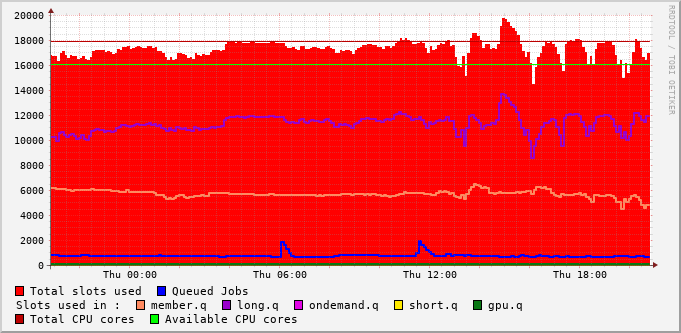 20000
18000
16000
14000
12000
10000
8000
6000
4000
2000
0
Thu 00:00 Thu 06:00 Thu 12:00 Thu 18:00
RRDTOOL / TOBI OETIKER
Total slots used Queued Jobs
Slots used in : member.q long.q ondemand.q short.q gpu.q
Total CPU cores Available CPU cores